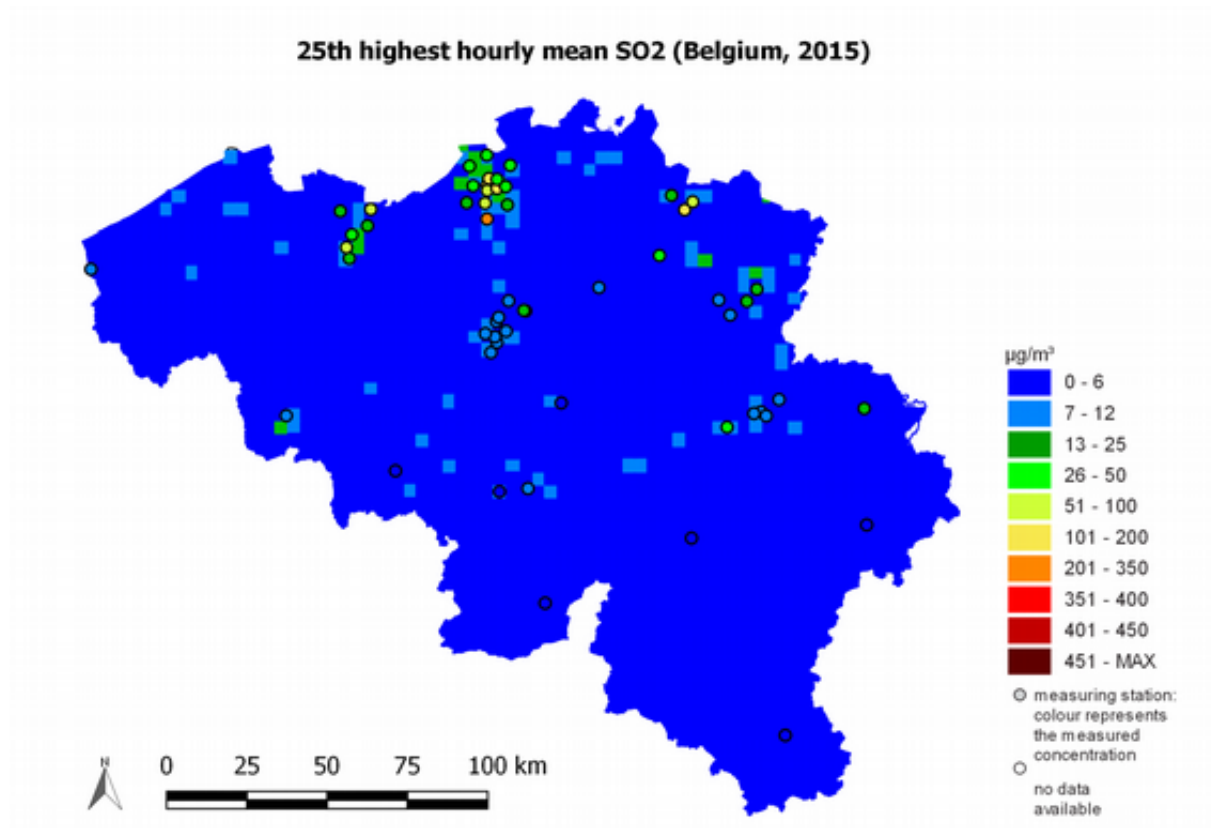 25th highest hourly mean SO2 (Belgium, 2015)
µg/m³
0 - 6
7 - 12
13 - 25
26 - 50
51 - 100
101 - 200
201 - 350
351 - 400
401 - 450
451 - MAX
measuring station:
colour represents
the measured
concentration
no data
available
N
0 25 50 75 100 km